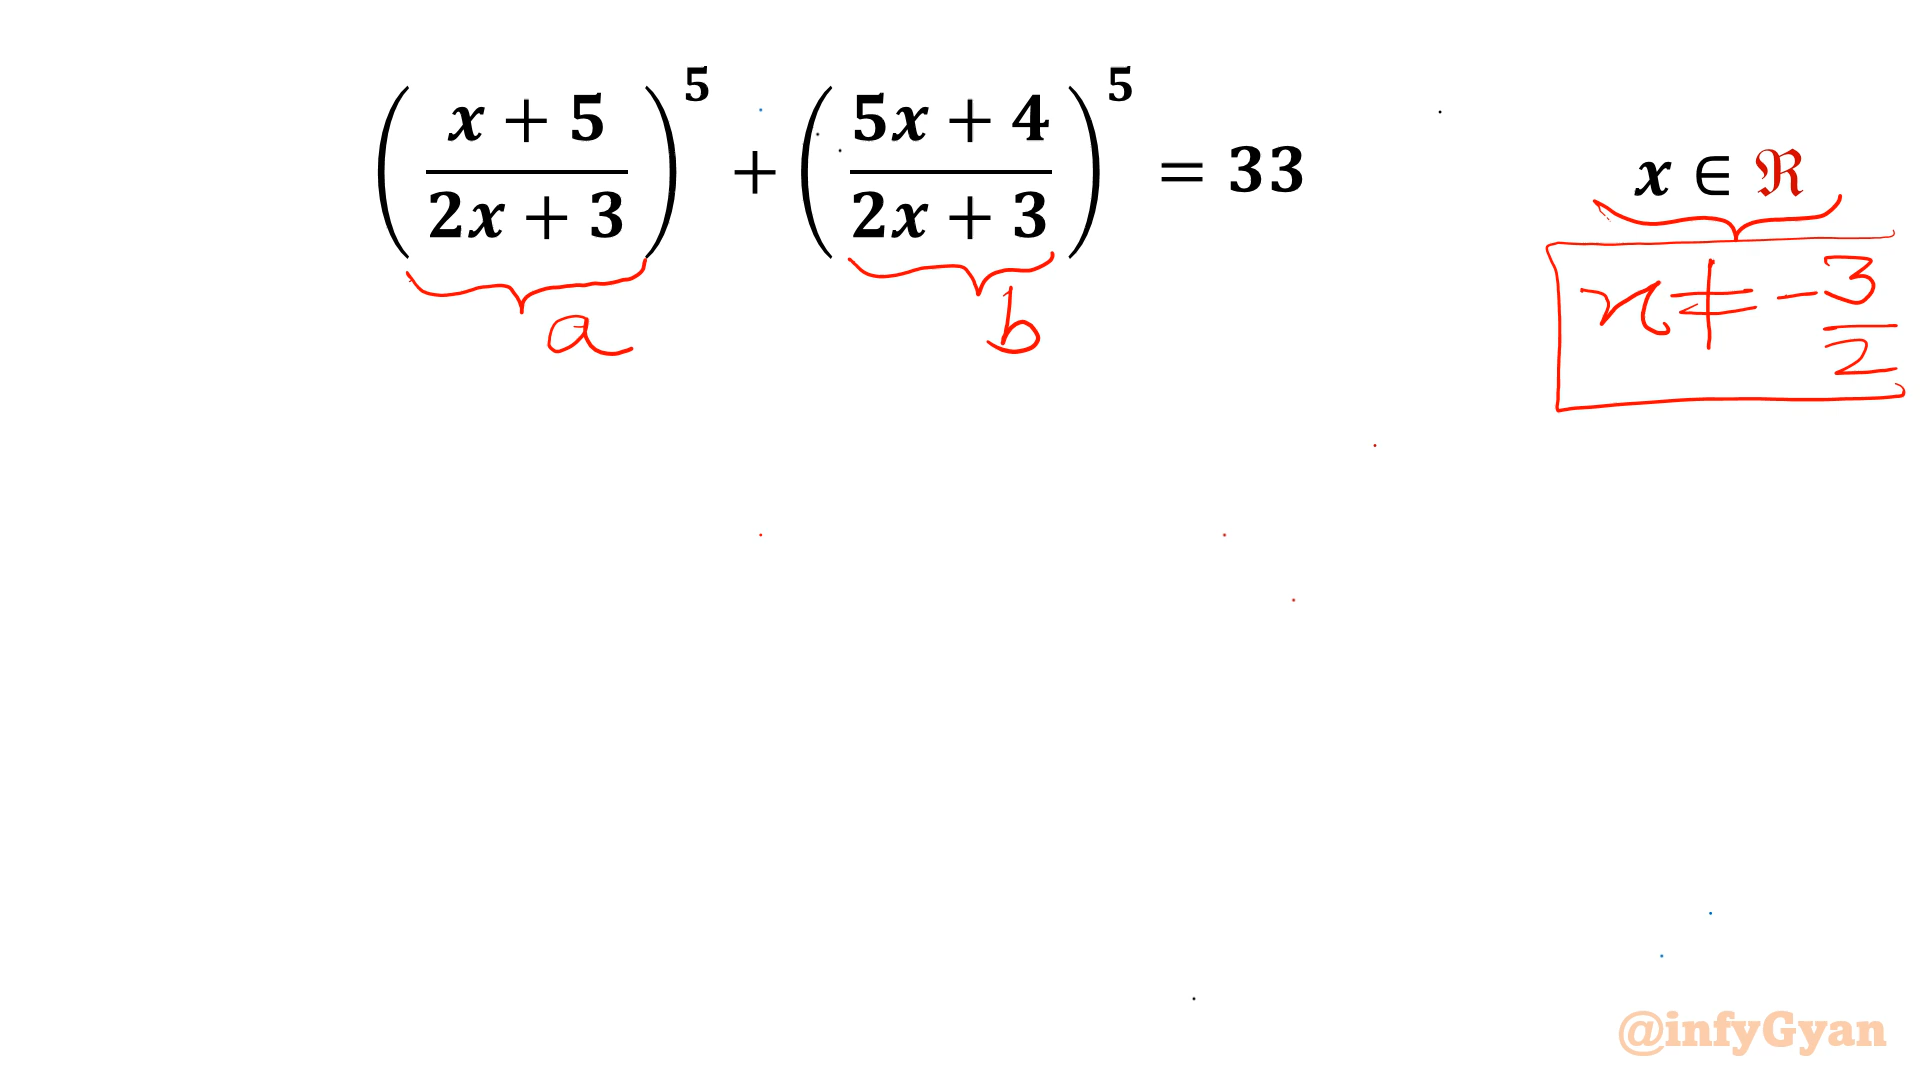 (x + 5 / 2x + 3)^5 + (5x + 4 / 2x + 3)^5 = 33
x ∈ ℜ
x ≠ -3/2
a b
@infyGyan